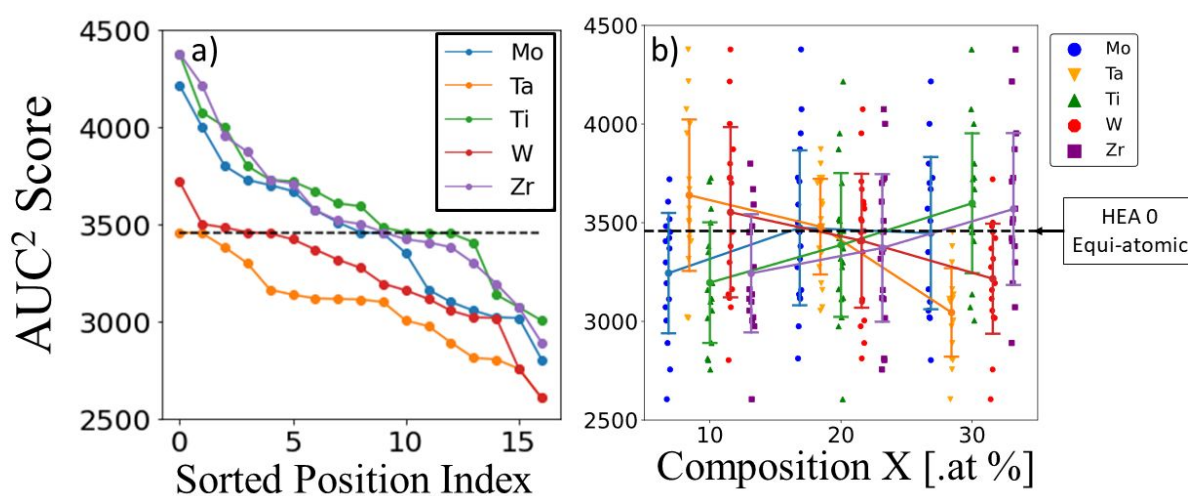 AUC² Score
4500
4000
3500
3000
2500
a)
Mo
Ta
Ti
W
Zr
0
5
10
15
Sorted Position Index
4500
4000
3500
3000
2500
b)
10
20
30
Composition X [.at %]
Mo
Ta
Ti
W
Zr
HEA 0
Equi-atomic